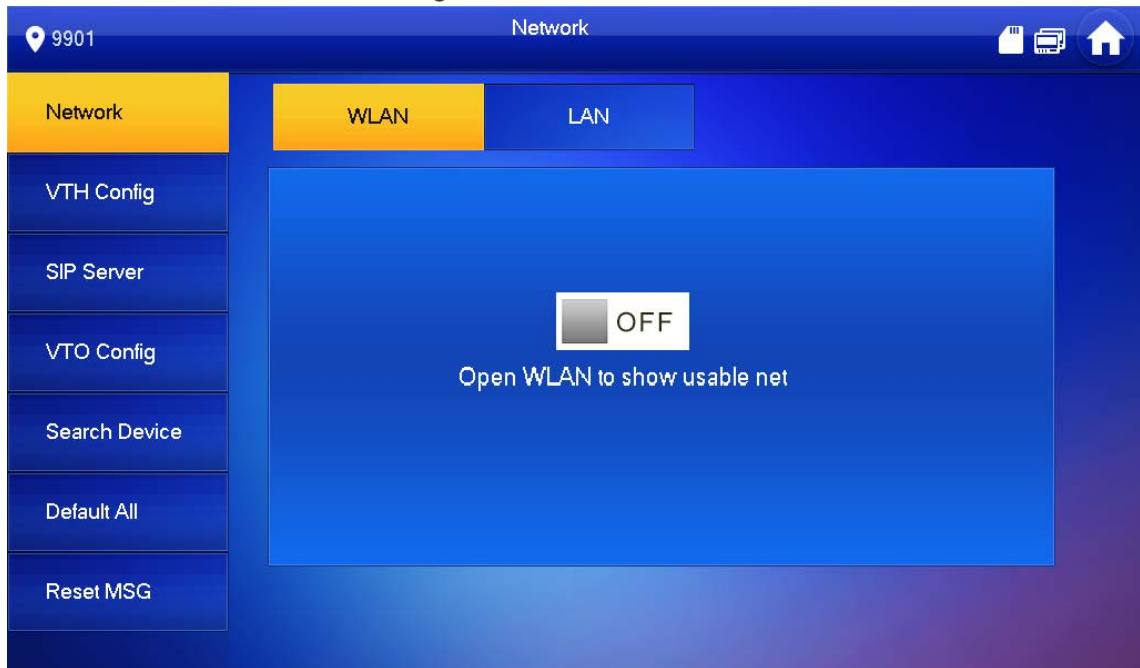 9901
Network
Network
WLAN
LAN
VTH Config
SIP Server
OFF
VTO Config
Open WLAN to show usable net
Search Device
Default All
Reset MSG